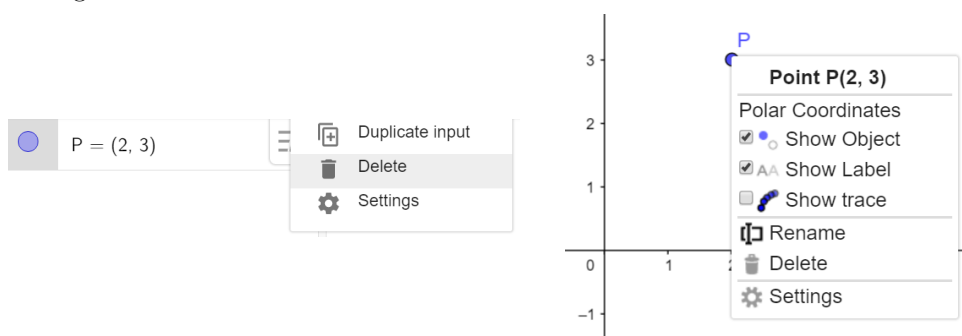 P = (2, 3)
Duplicate input
Delete
Settings
P
3
2
1
0
1
−1
Point P(2, 3)
Polar Coordinates
Show Object
AA Show Label
Show trace
Rename
Delete
Settings